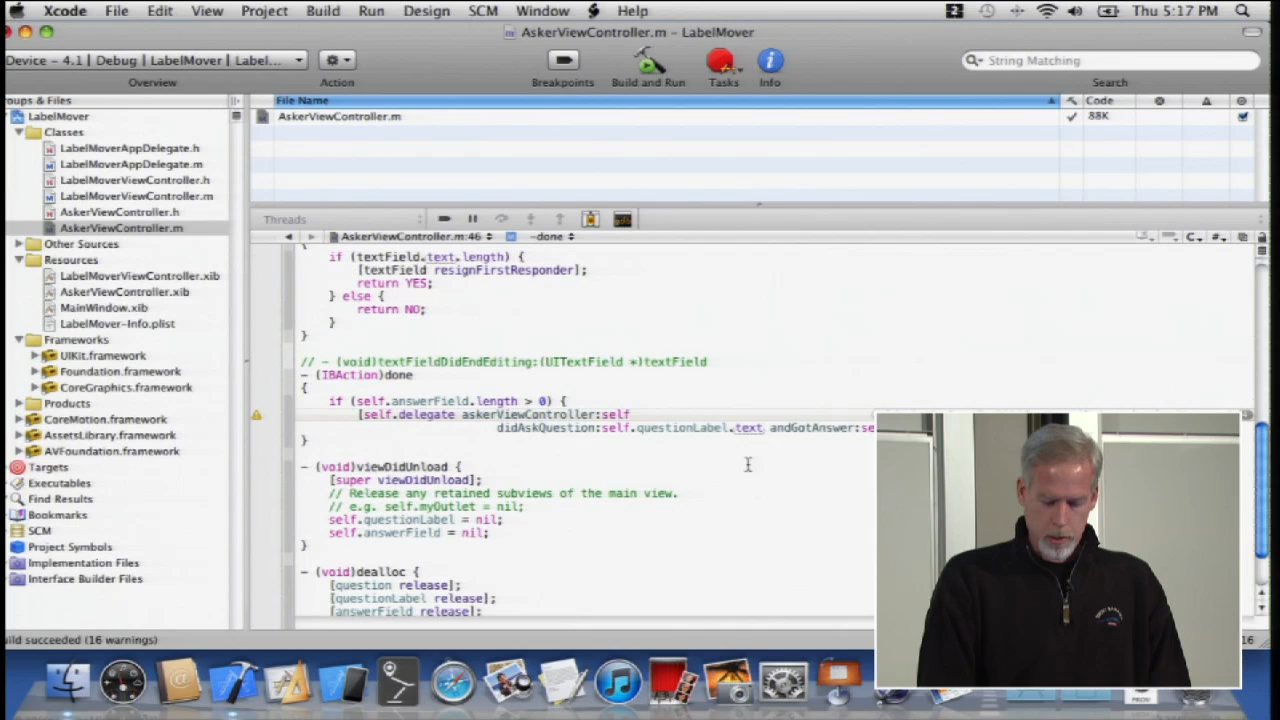 Xcode File Edit View Project Build Run Design SCM Window Help
Thu 5:17 PM
AskerViewController.m – LabelMover
Device - 4.1 | Debug | LabelMover | Label...
String Matching
Overview Action Breakpoints Build and Run Tasks Info Search
roups & Files File Name Code
LabelMover
AskerViewController.m 88K
Classes
LabelMoverAppDelegate.h
LabelMoverAppDelegate.m
LabelMoverViewController.h
LabelMoverViewController.m
AskerViewController.h
AskerViewController.m
Other Sources
Resources
LabelMoverViewController.xib
AskerViewController.xib
MainWindow.xib
LabelMover-Info.plist
Frameworks
UIKit.framework
Foundation.framework
CoreGraphics.framework
Products
CoreMotion.framework
AssetsLibrary.framework
AVFoundation.framework
Targets
Executables
Find Results
Bookmarks
SCM
Project Symbols
Implementation Files
Interface Builder Files
Threads
AskerViewController.m:46 -done
{
if (textField.text.length) {
[textField resignFirstResponder];
return YES;
} else {
return NO;
}
}
// - (void)textFieldDidEndEditing:(UITextField *)textField
- (IBAction)done
{
if (self.answerField.length > 0) {
[self.delegate askerViewController:self
didAskQuestion:self.questionLabel.text andGotAnswer:se
}
- (void)viewDidUnload {
[super viewDidUnload];
// Release any retained subviews of the main view.
// e.g. self.myOutlet = nil;
self.questionLabel = nil;
self.answerField = nil;
}
- (void)dealloc {
[question release];
[questionLabel release];
[answerField release];
uild succeeded (16 warnings)
16